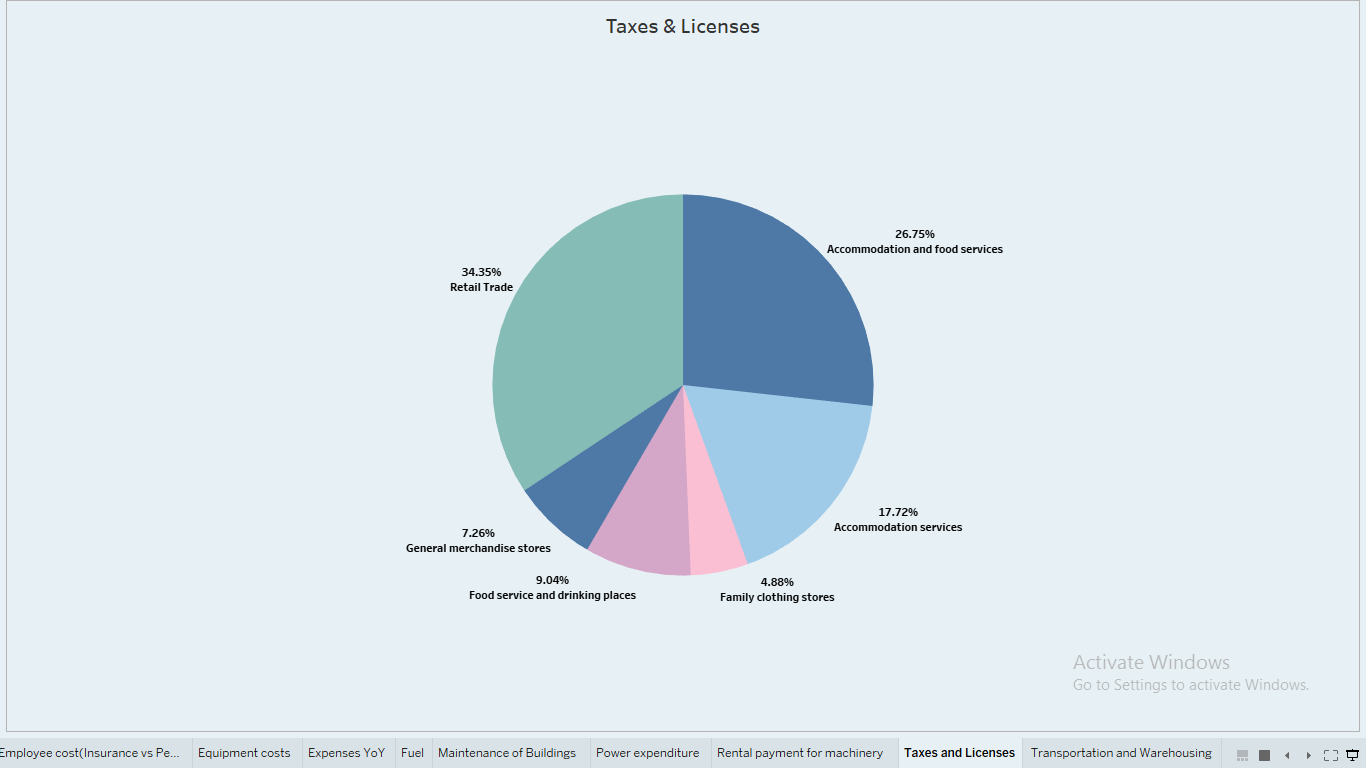 Taxes & Licenses
26.75%
Accommodation and food services
34.35%
Retail Trade
17.72%
Accommodation services
7.26%
General merchandise stores
9.04%
Food service and drinking places
4.88%
Family clothing stores
Activate Windows
Go to Settings to activate Windows.
Employee cost(Insurance vs Pe... Equipment costs Expenses YoY Fuel Maintenance of Buildings Power expenditure Rental payment for machinery Taxes and Licenses Transportation and Warehousing